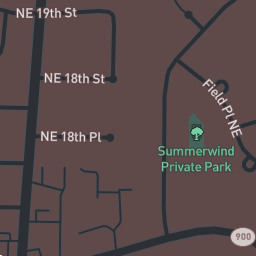 NE 19th St
NE 18th St
Field Pl NE
NE 18th Pl
Summerwind
Private Park
900